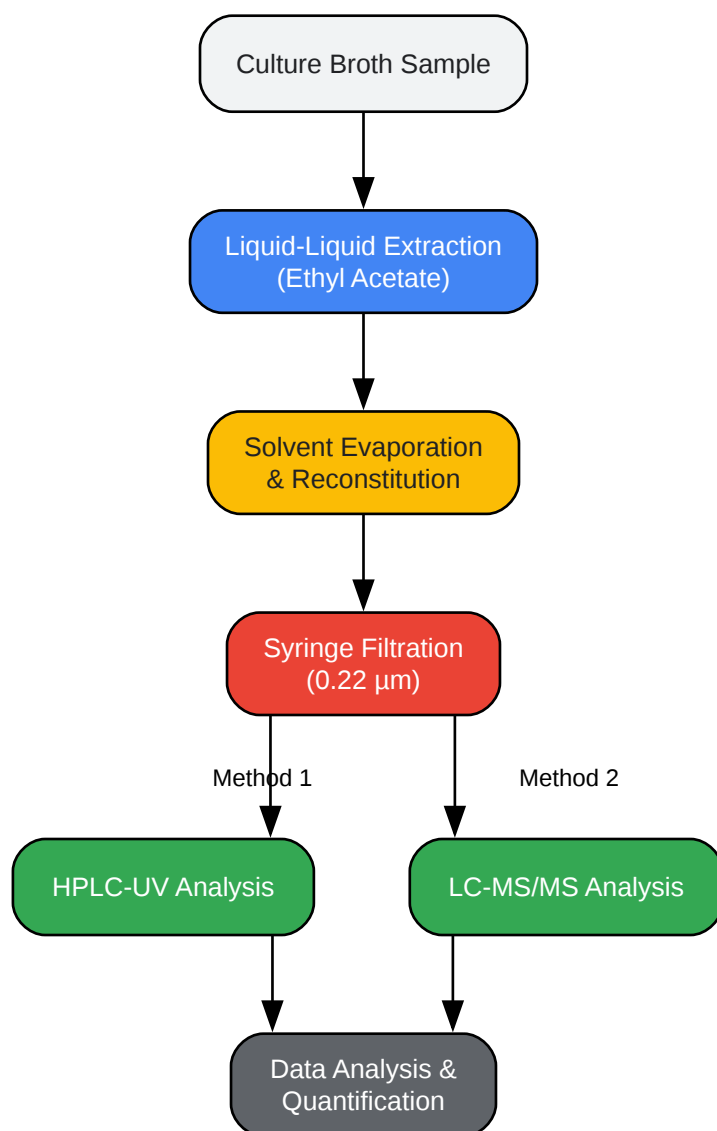 Culture Broth Sample
Liquid-Liquid Extraction
(Ethyl Acetate)
Solvent Evaporation
& Reconstitution
Syringe Filtration
(0.22 µm)
Method 1
Method 2
HPLC-UV Analysis
LC-MS/MS Analysis
Data Analysis &
Quantification